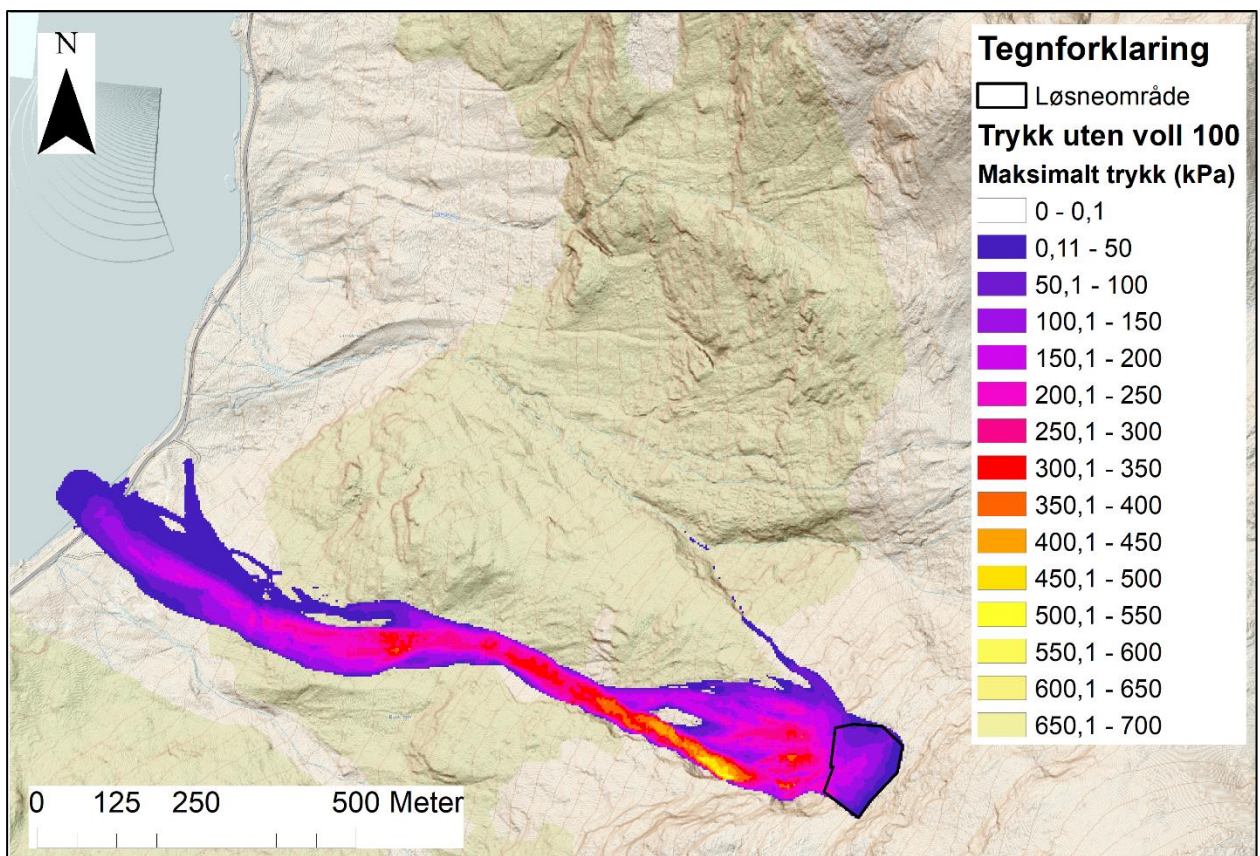 N
Tegnforklaring
Løsneområde
Trykk uten voll 100
Maksimalt trykk (kPa)
0 - 0,1
0,11 - 50
50,1 - 100
100,1 - 150
150,1 - 200
200,1 - 250
250,1 - 300
300,1 - 350
350,1 - 400
400,1 - 450
450,1 - 500
500,1 - 550
550,1 - 600
600,1 - 650
650,1 - 700
0 125 250 500 Meter